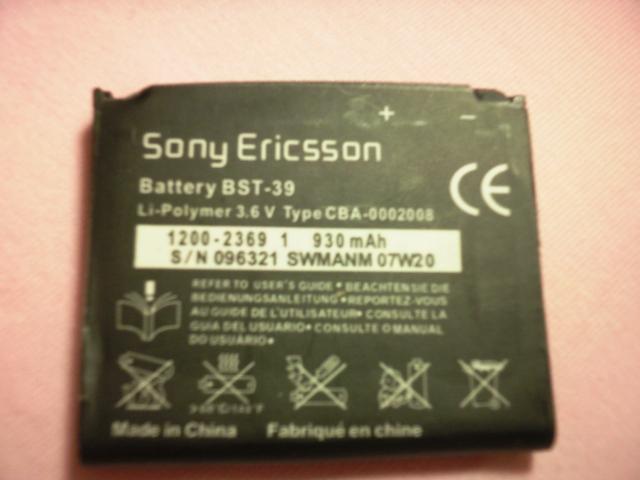 + −
Sony Ericsson
Battery BST-39
Li-Polymer 3.6 V Type CBA-0002008
CE
1200-2369 1 930 mAh
S/N 096321 SWMANM 07W20
REFER TO USER'S GUIDE • BEACHTEN SIE DIE
BEDIENUNGSANLEITUNG • REPORTEZ-VOUS
AU GUIDE DE L'UTILISATEUR • CONSULTE LA
GUIA DEL USUARIO • CONSULTE O MANUAL
DO USUÁRIO •
Made in China Fabriqué en chine